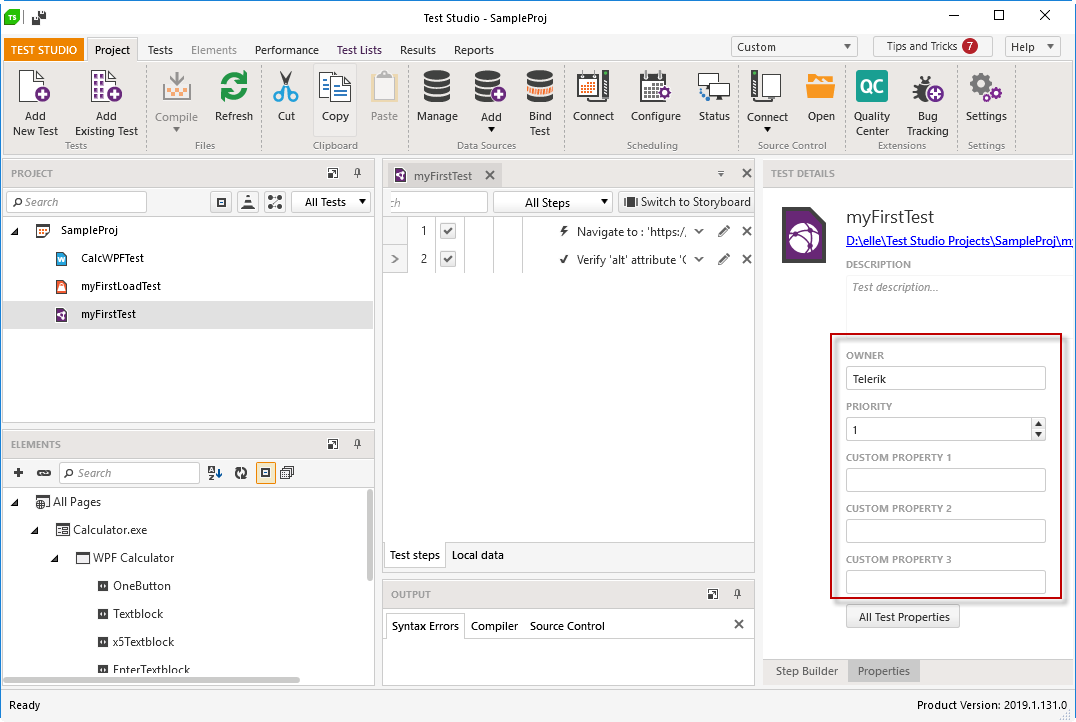 TS
Test Studio - SampleProj
TEST STUDIO Project Tests Elements Performance Test Lists Results Reports Custom Tips and Tricks 7 Help
Add New Test
Add Existing Test
Tests
Compile
Refresh
Files
Cut
Copy
Paste
Clipboard
Manage
Add
Bind Test
Data Sources
Connect
Configure
Status
Scheduling
Connect
Open
Source Control
QC
Quality Center
Bug Tracking
Extensions
Settings
Settings
PROJECT
Search
All Tests
SampleProj
CalcWPFTest
myFirstLoadTest
myFirstTest
ELEMENTS
Search
All Pages
Calculator.exe
WPF Calculator
OneButton
Textblock
x5Textblock
EnterTextblock
myFirstTest
ch All Steps Switch to Storyboard
1 Navigate to : 'https:/
2 Verify 'alt' attribute '
Test steps Local data
OUTPUT
Syntax Errors Compiler Source Control
TEST DETAILS
myFirstTest
D:\elle\Test Studio Projects\SampleProj\m
DESCRIPTION
Test description...
OWNER
Telerik
PRIORITY
1
CUSTOM PROPERTY 1
CUSTOM PROPERTY 2
CUSTOM PROPERTY 3
All Test Properties
Step Builder Properties
Ready
Product Version: 2019.1.131.0